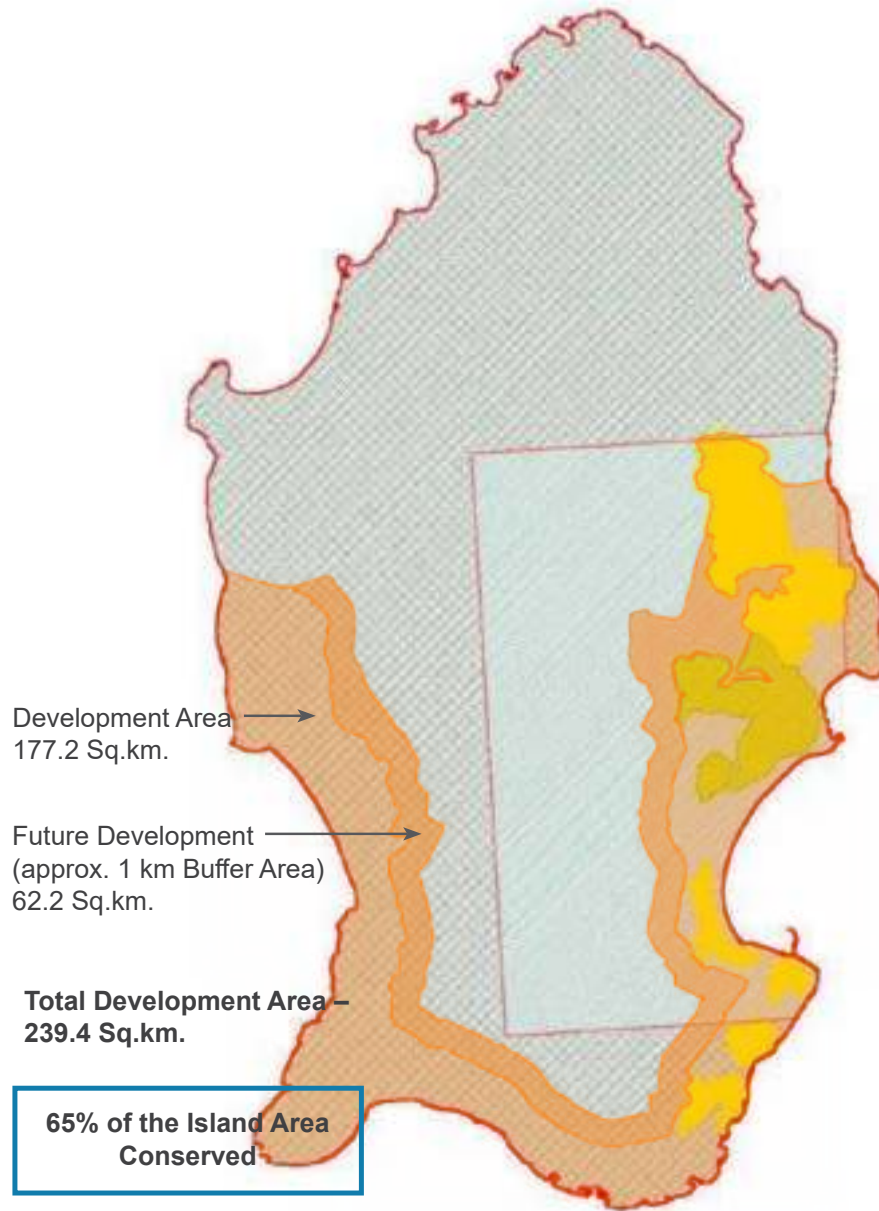 Development Area
177.2 Sq.km.
Future Development
(approx. 1 km Buffer Area)
62.2 Sq.km.
Total Development Area –
239.4 Sq.km.
65% of the Island Area
Conserved